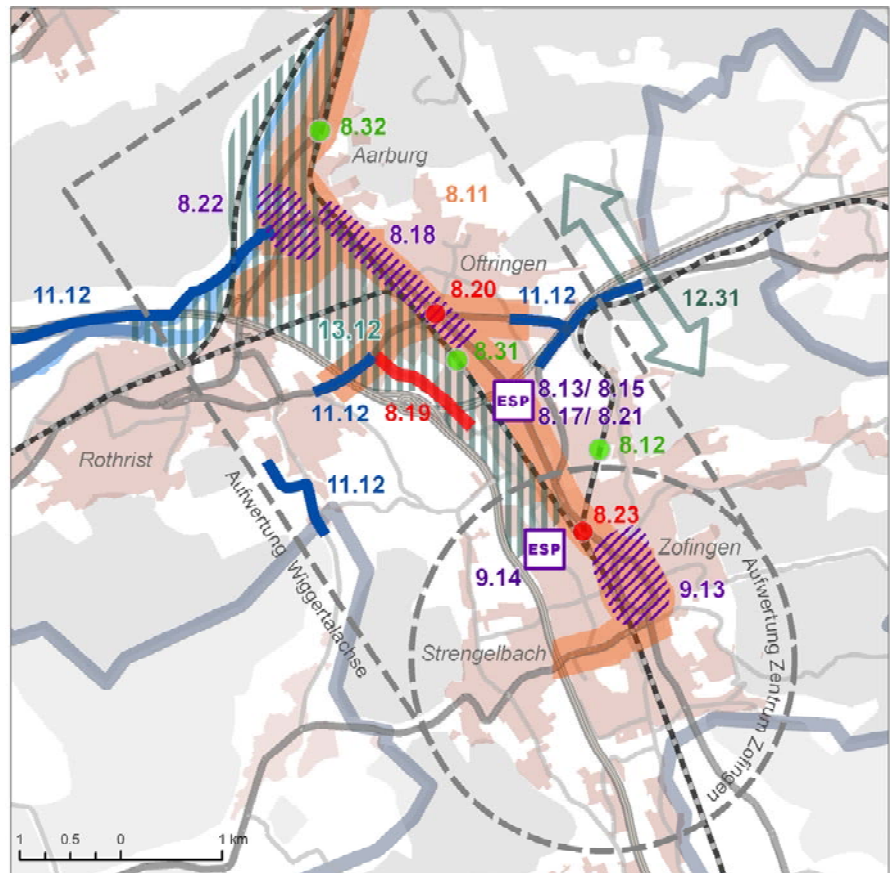 8.32
Aarburg
8.22
8.11
8.18
Oftringen
11.12
8.20
11.12
12.31
13.12
8.31
11.12
8.19
ESP
8.13/ 8.15
8.17/ 8.21
8.12
Rothrist
11.12
Aufwertung Wiggertalachse
8.23
ESP
Zofingen
9.14
9.13
Strengelbach
Aufwertung Zentrum Zofingen
1 0.5 0 1 km